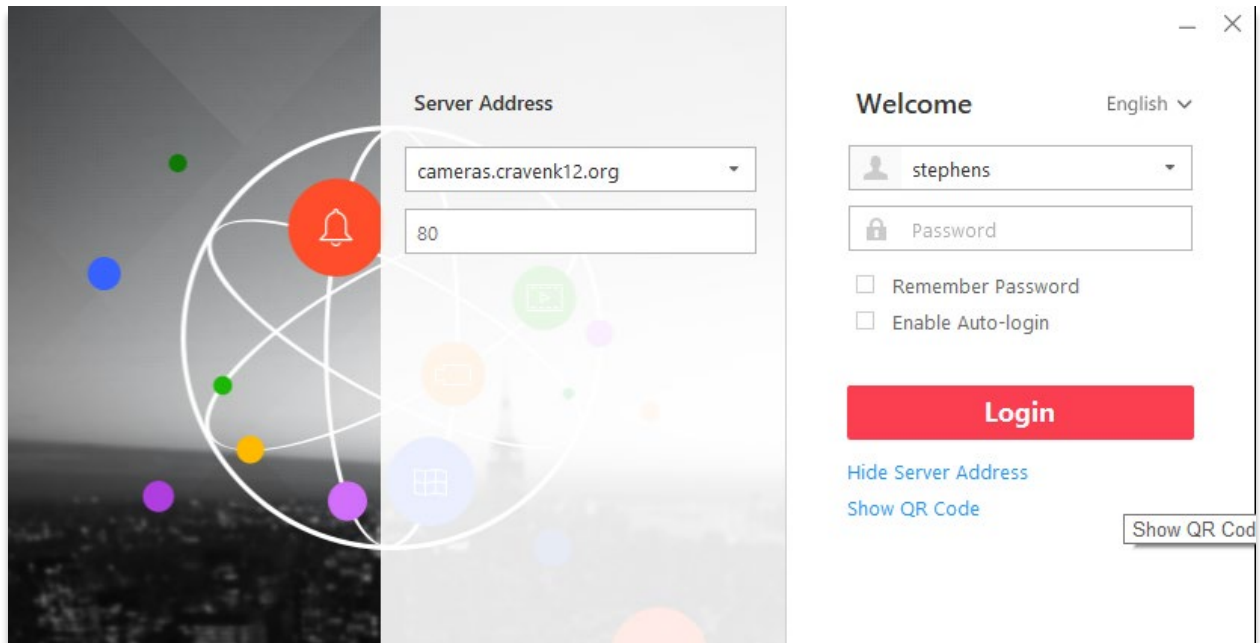 Server Address
cameras.cravenk12.org
80
Welcome
English
stephens
Password
Remember Password
Enable Auto-login
Login
Hide Server Address
Show QR Code
Show QR Cod